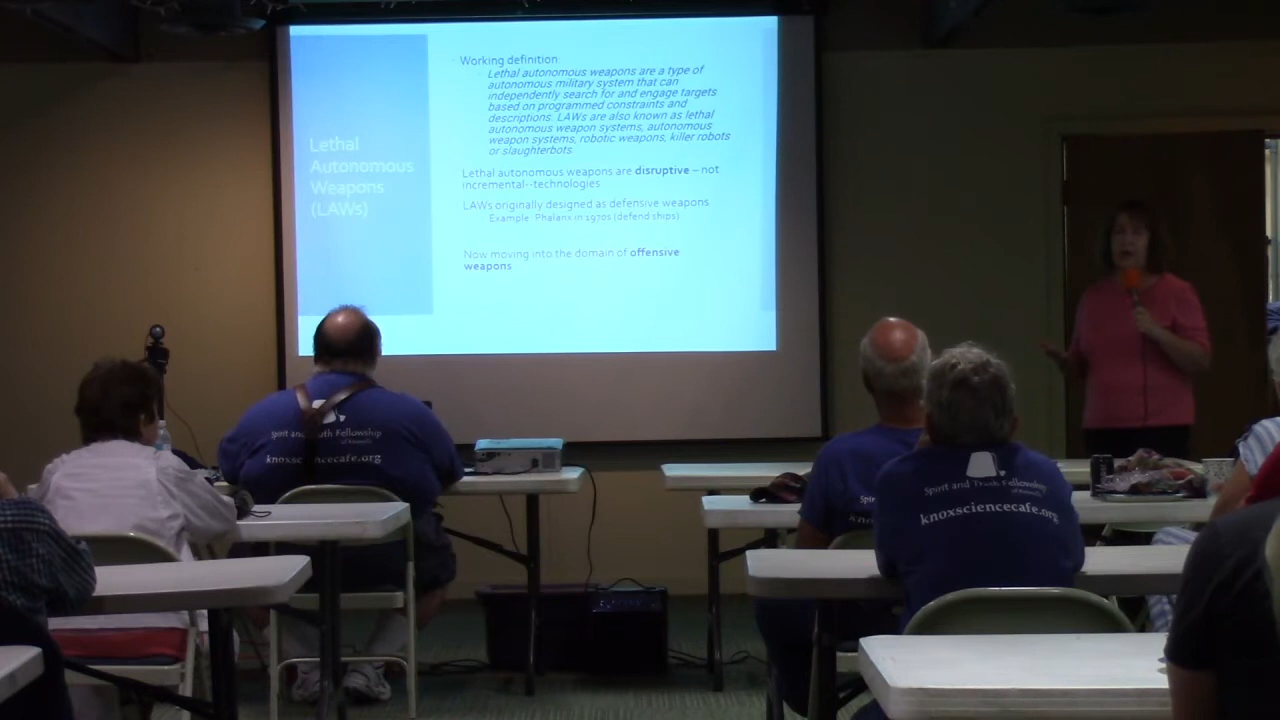 Lethal
Autonomous
Weapons
(LAWs)
Working definition
Lethal autonomous weapons are a type of
autonomous military system that can
independently search for and engage targets
based on programmed constraints and
descriptions. LAWs are also known as lethal
autonomous weapon systems, autonomous
weapon systems, robotic weapons, killer robots
or slaughterbots
Lethal autonomous weapons are disruptive – not
incremental--technologies
LAWs originally designed as defensive weapons
Example: Phalanx in 1970s (defend ships)
Now moving into the domain of offensive
weapons
Spirit and Truth Fellowship
of Knoxville
knoxsciencecafe.org
Spirit and Truth Fellowship
of Knoxville
knoxsciencecafe.org